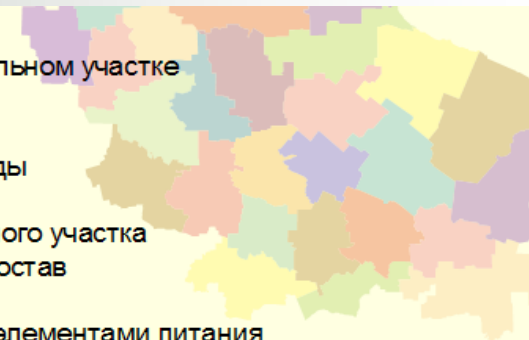 льном участке
ды
ого участка
остав
элементами питания